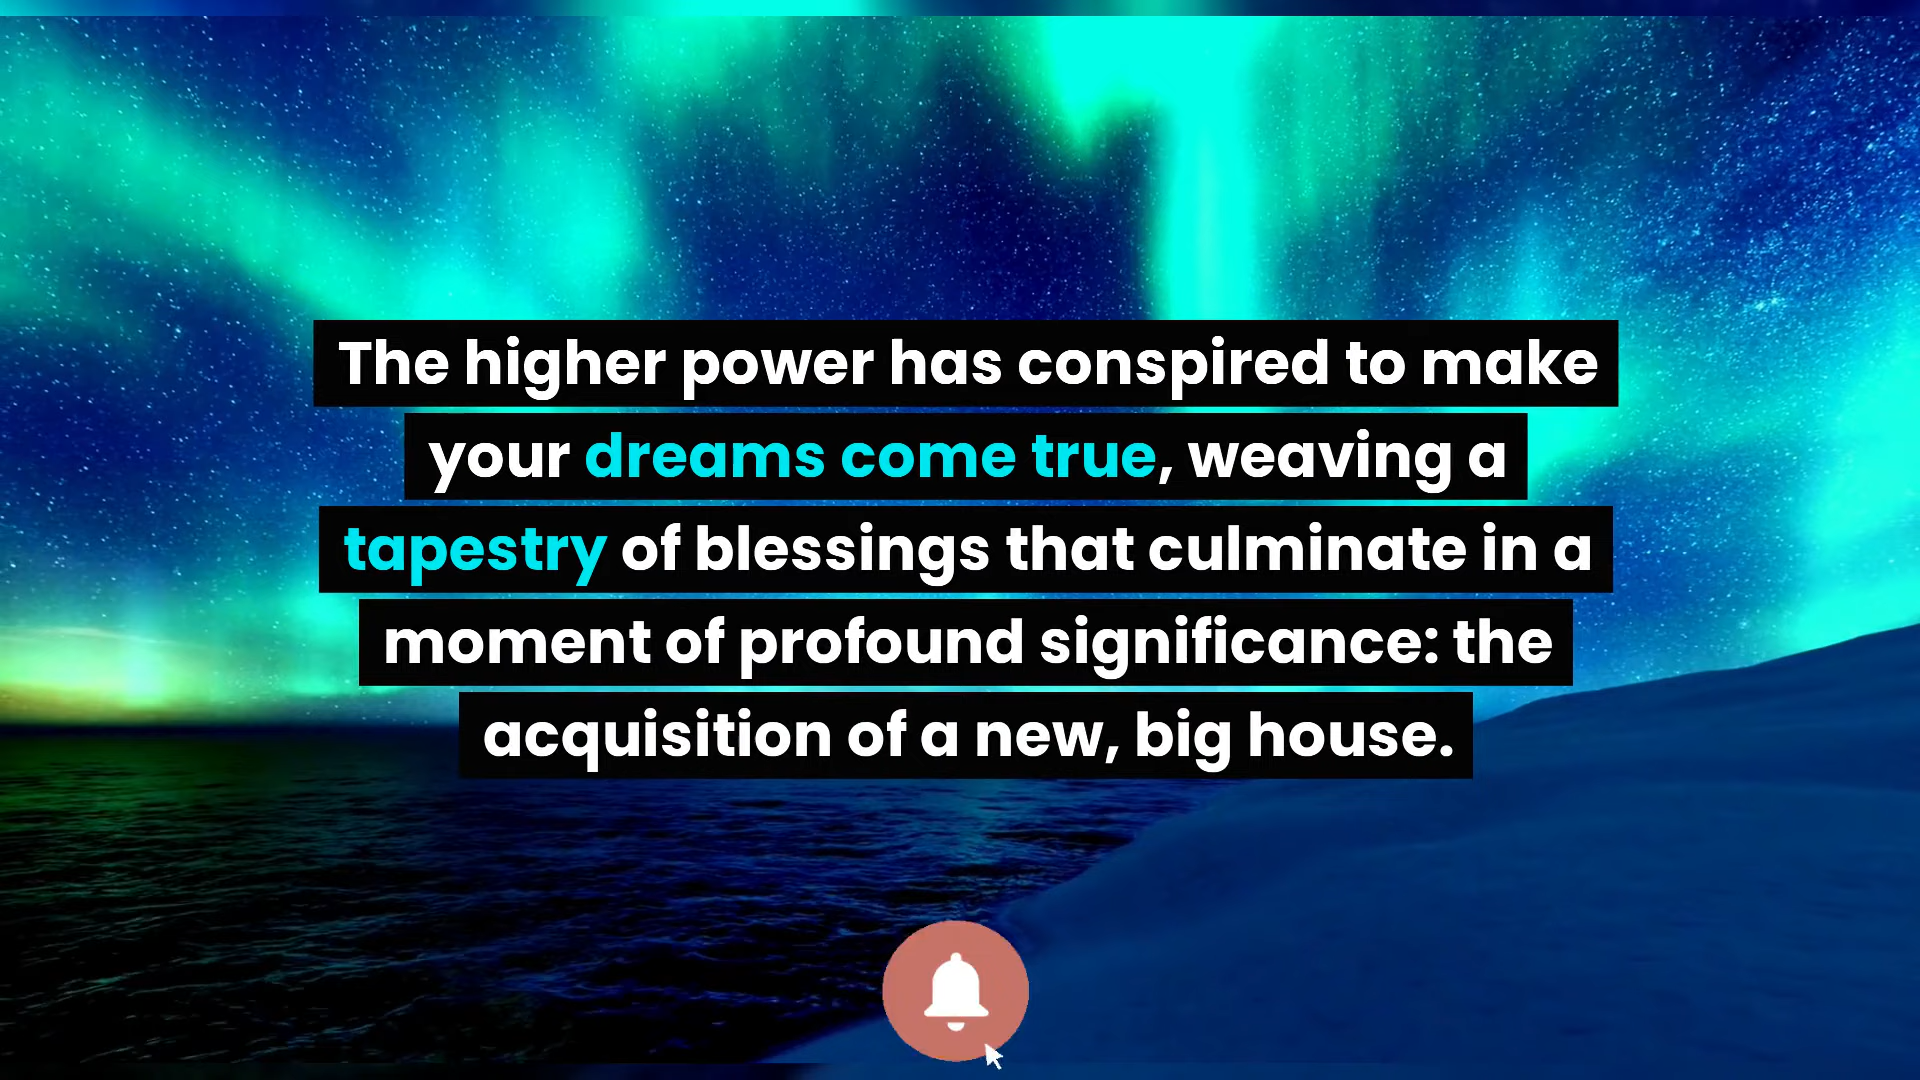 The higher power has conspired to make
your dreams come true, weaving a
tapestry of blessings that culminate in a
moment of profound significance: the
acquisition of a new, big house.